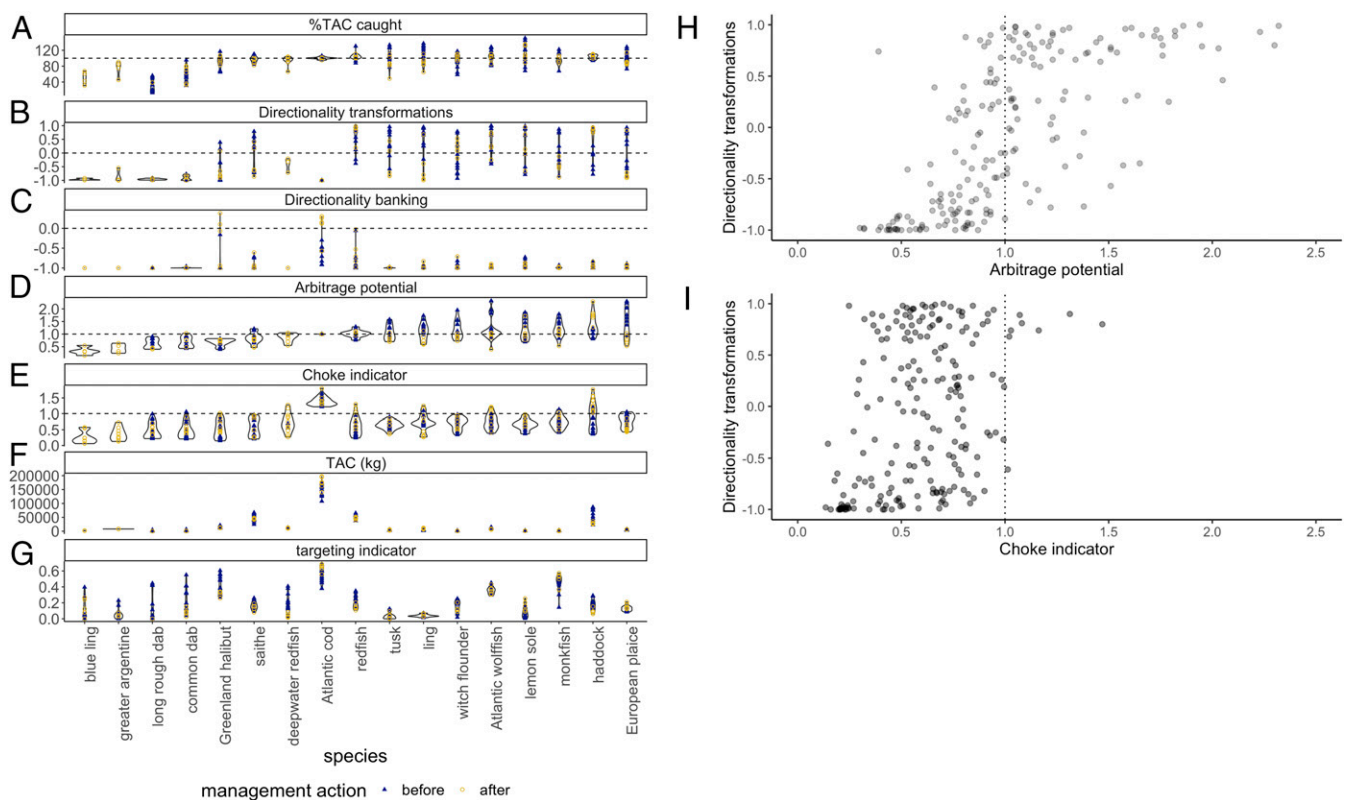 A
%TAC caught
120
80
40
B
Directionality transformations
1.0
0.5
0.0
-0.5
-1.0
C
Directionality banking
0.0
-0.5
-1.0
D
Arbitrage potential
2.0
1.5
1.0
0.5
E
Choke indicator
1.5
1.0
0.5
0.0
F
TAC (kg)
200000
150000
100000
50000
0
G
targeting indicator
0.6
0.4
0.2
0.0
blue ling
greater argentine
long rough dab
common dab
Greenland halibut
saithe
deepwater redfish
Atlantic cod
redfish
tusk
ling
witch flounder
Atlantic wolffish
lemon sole
monkfish
haddock
European plaice
species
management action before after
H
Directionality transformations
1.0
0.5
0.0
-0.5
-1.0
0.0 0.5 1.0 1.5 2.0 2.5
Arbitrage potential
I
Directionality transformations
1.0
0.5
0.0
-0.5
-1.0
0.0 0.5 1.0 1.5 2.0 2.5
Choke indicator